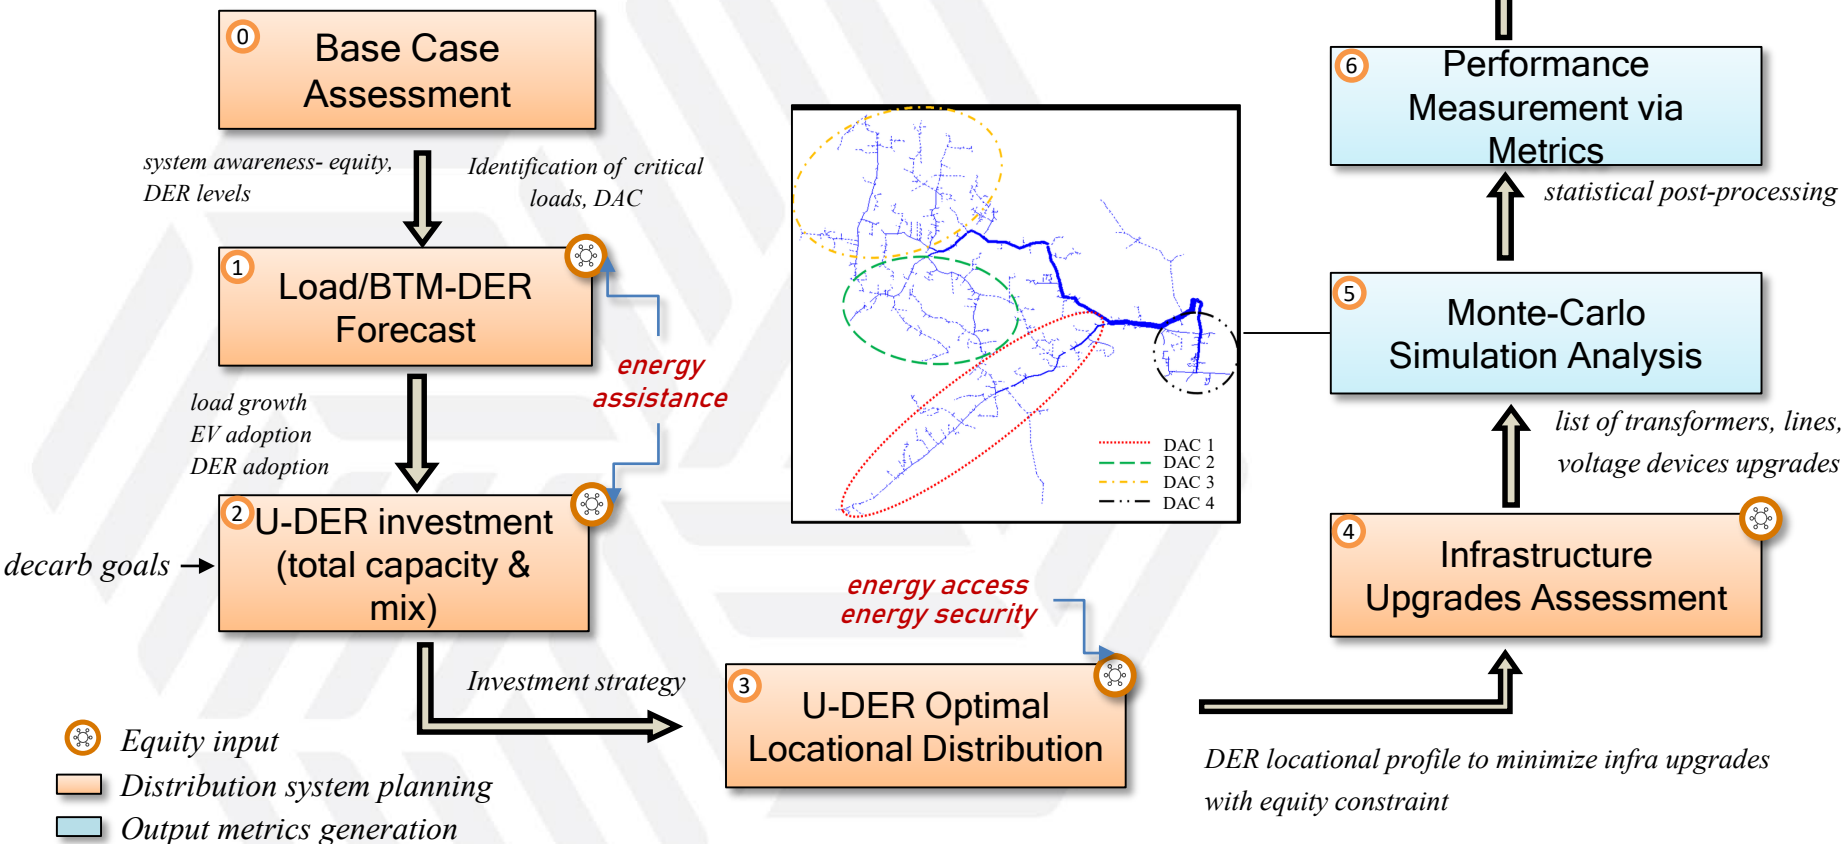 0
Base Case
Assessment
system awareness- equity,
DER levels
Identification of critical
loads, DAC
1
Load/BTM-DER
Forecast
energy
assistance
load growth
EV adoption
DER adoption
2
U-DER investment
(total capacity &
mix)
decarb goals
Investment strategy
3
U-DER Optimal
Locational Distribution
energy access
energy security
DER locational profile to minimize infra upgrades
with equity constraint
4
Infrastructure
Upgrades Assessment
list of transformers, lines,
voltage devices upgrades
5
Monte-Carlo
Simulation Analysis
statistical post-processing
6
Performance
Measurement via
Metrics
DAC 1
DAC 2
DAC 3
DAC 4
Equity input
Distribution system planning
Output metrics generation